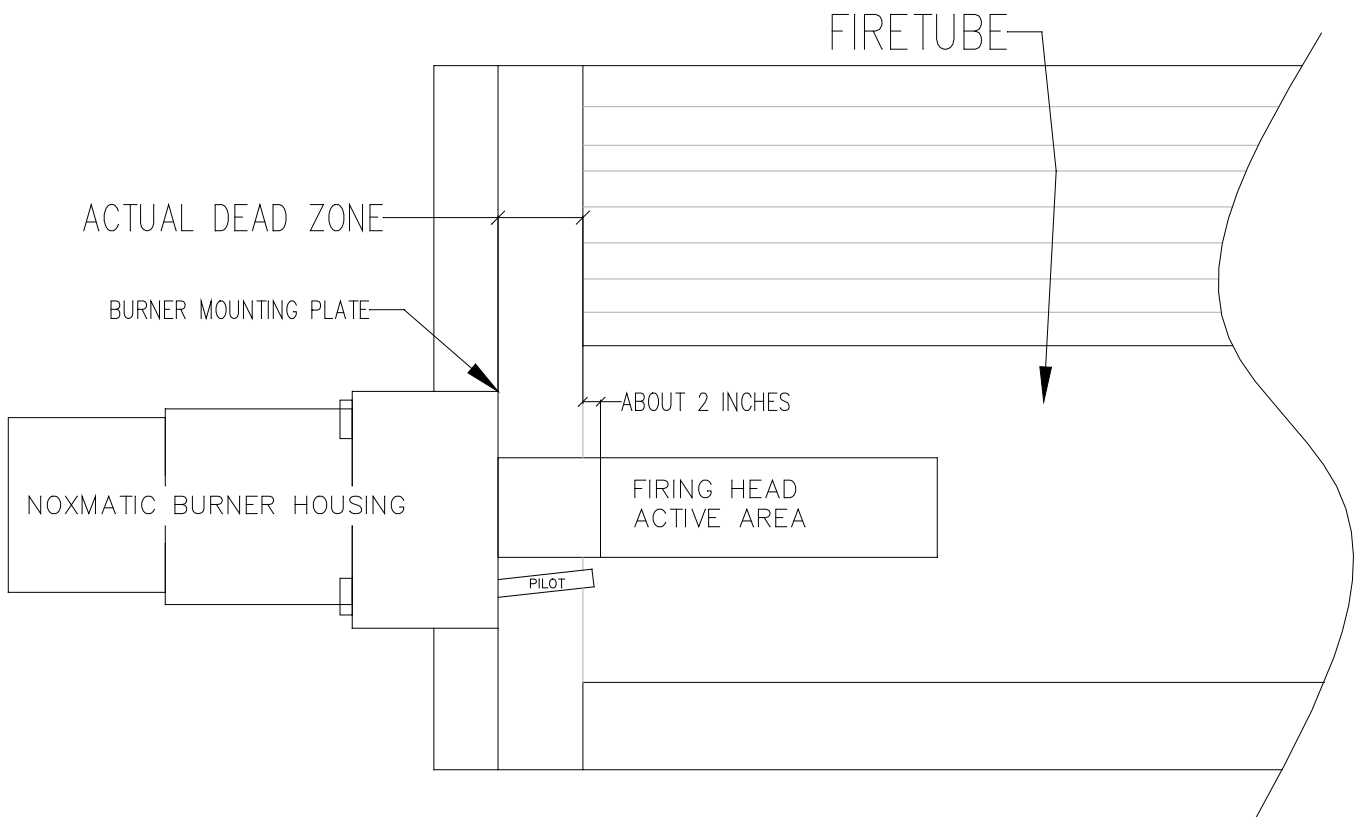 FIRETUBE
ACTUAL DEAD ZONE
BURNER MOUNTING PLATE
ABOUT 2 INCHES
NOXMATIC BURNER HOUSING
FIRING HEAD
ACTIVE AREA
PILOT